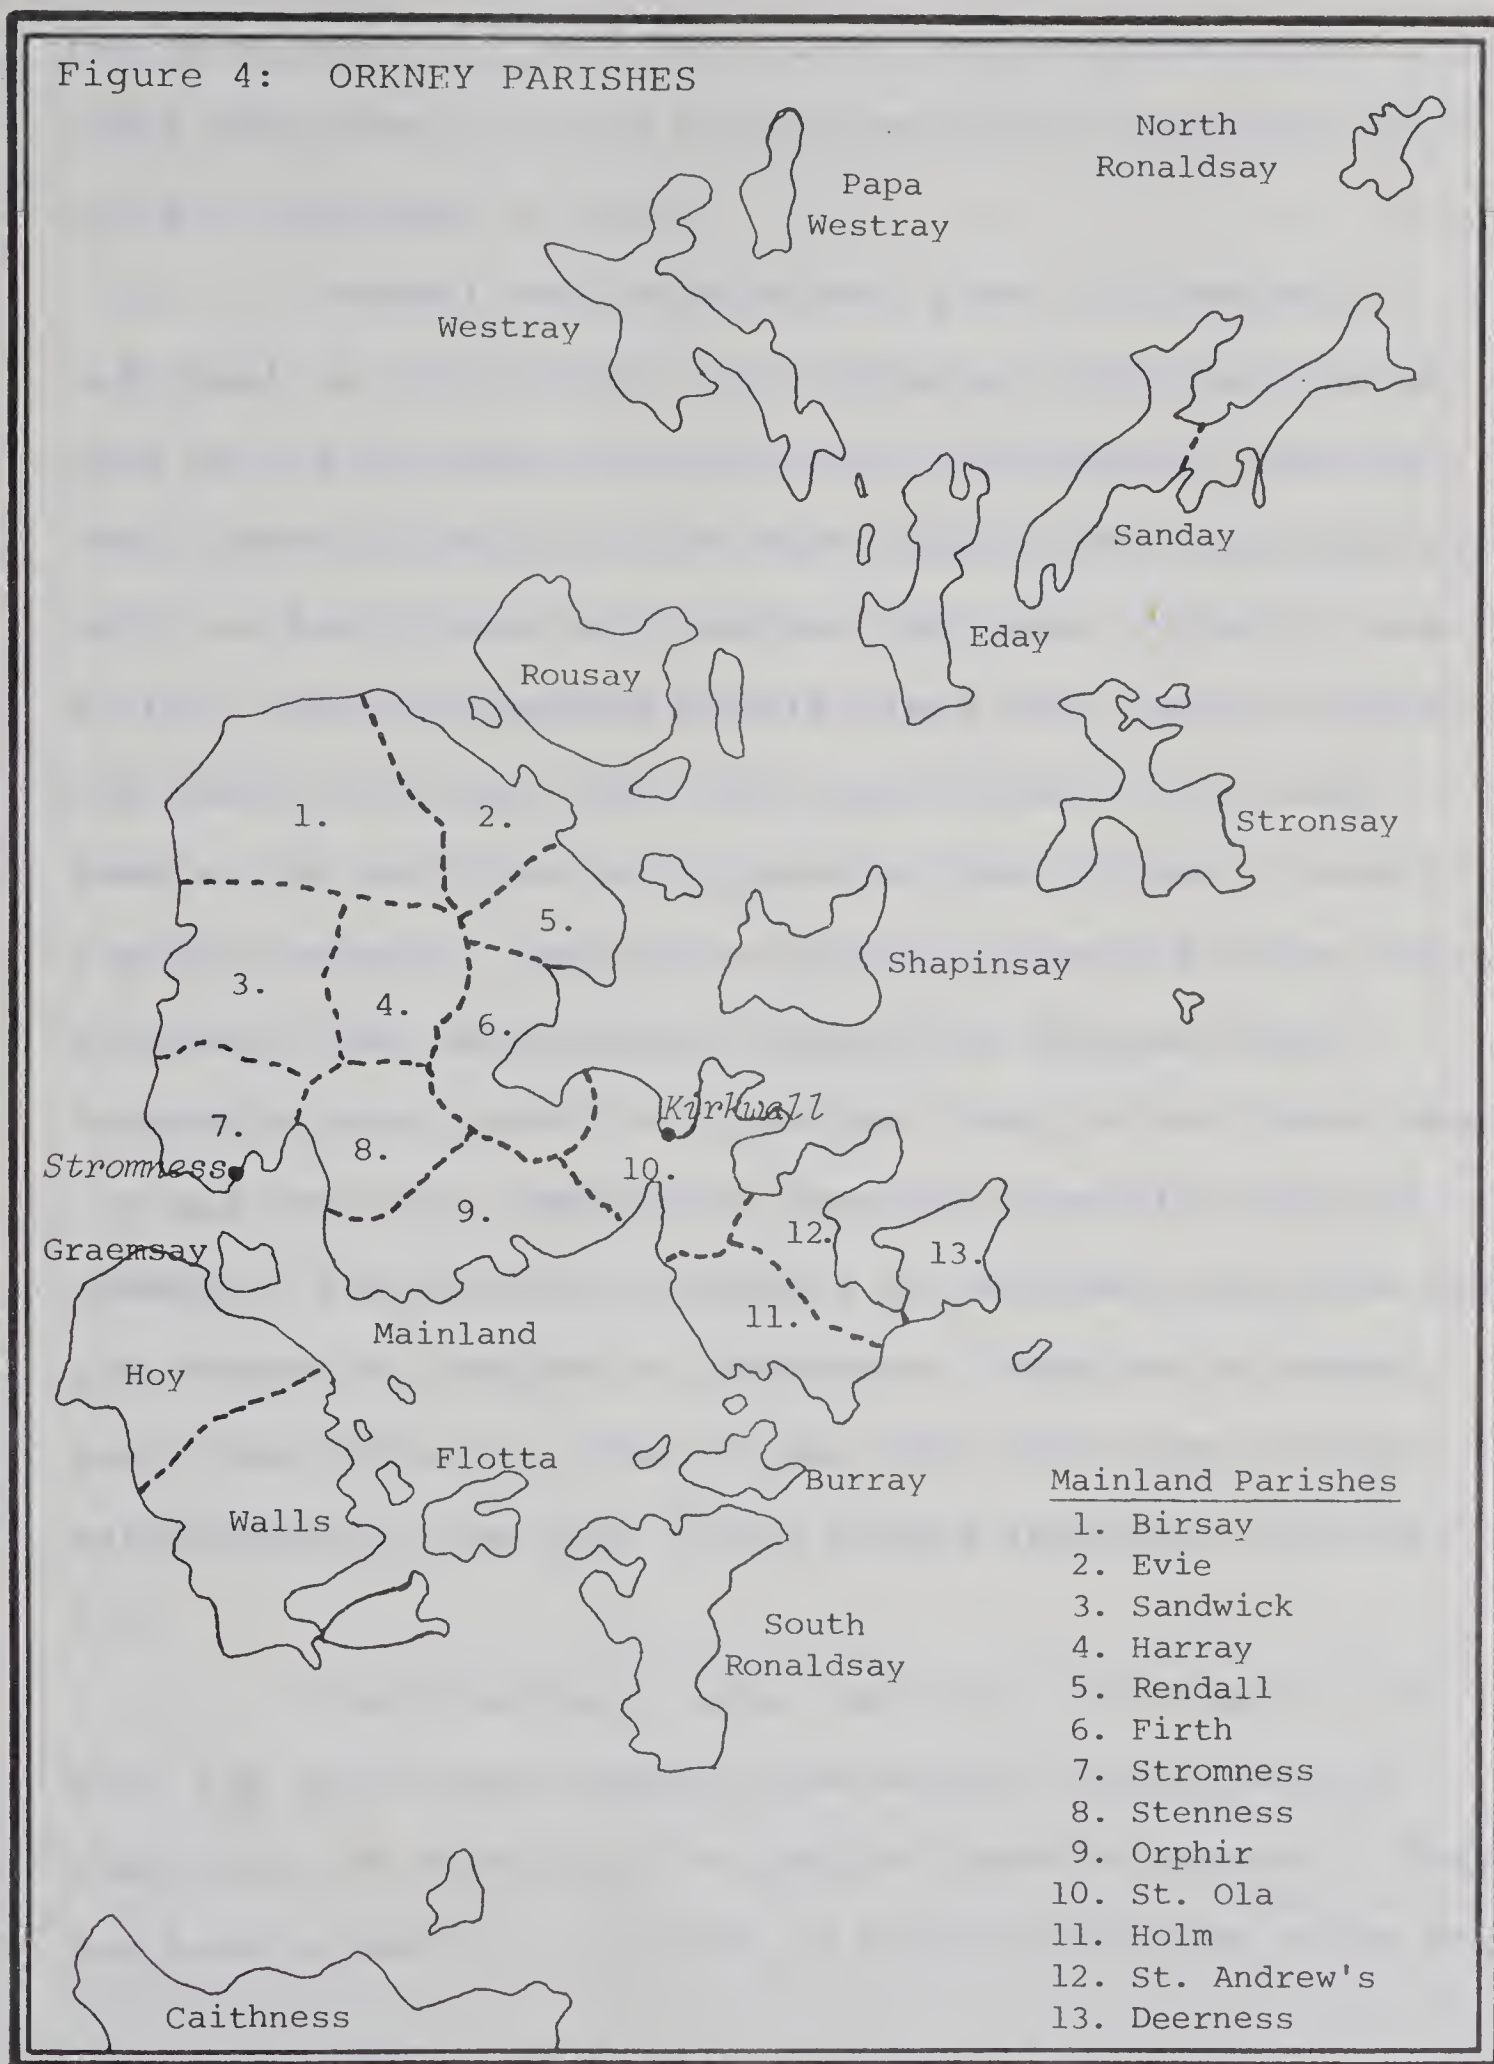 Figure 4: ORKNEY PARISHES
North
Ronaldsay
Papa
Westray
Westray
Sanday
Eday
Rousay
Stronsay
1.
2.
5.
Shapinsay
3.
4.
6.
Kirkwall
7.
8.
10.
Stromness
9.
12.
13.
Graemsay
11.
Mainland
Hoy
Flotta
Burray
Walls
South
Ronaldsay
Caithness
Mainland Parishes
1. Birsay
2. Evie
3. Sandwick
4. Harray
5. Rendall
6. Firth
7. Stromness
8. Stenness
9. Orphir
10. St. Ola
11. Holm
12. St. Andrew's
13. Deerness